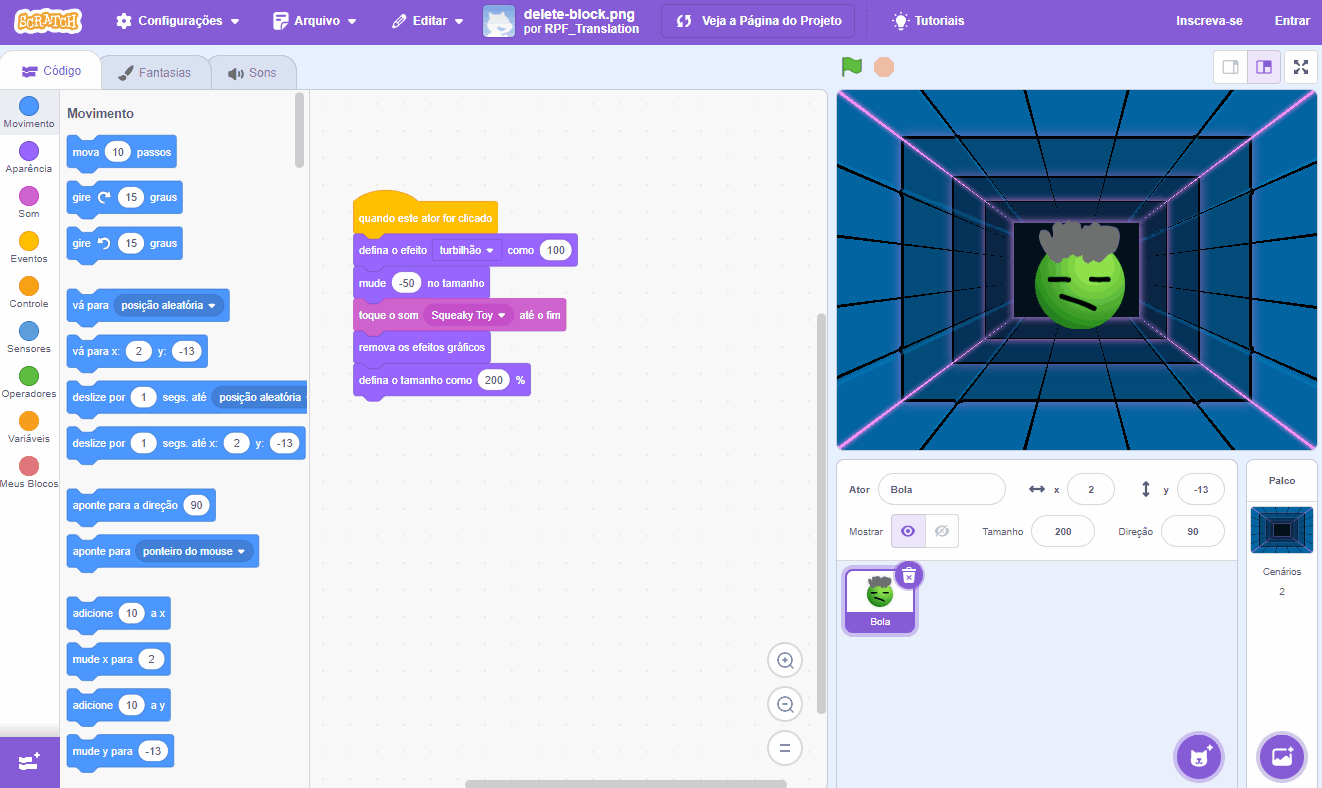 SCRATCH Configurações Arquivo Editar delete-block.png Veja a Página do Projeto Tutoriais Inscreva-se Entrar
por RPF_Translation
Código Fantasias Sons
Movimento
Aparência
Som
Eventos
Controle
Sensores
Operadores
Variáveis
Meus Blocos
Movimento
mova 10 passos
gire 15 graus
gire 15 graus
vá para posição aleatória
vá para x: 2 y: -13
deslize por 1 segs. até posição aleatória
deslize por 1 segs. até x: 2 y: -13
aponte para a direção 90
aponte para ponteiro do mouse
adicione 10 a x
mude x para 2
adicione 10 a y
mude y para -13
quando este ator for clicado
defina o efeito turbilhão como 100
mude -50 no tamanho
toque o som Squeaky Toy até o fim
remova os efeitos gráficos
defina o tamanho como 200 %
Ator Bola x 2 y -13
Mostrar Tamanho 200 Direção 90
Bola
Palco
Cenários
2